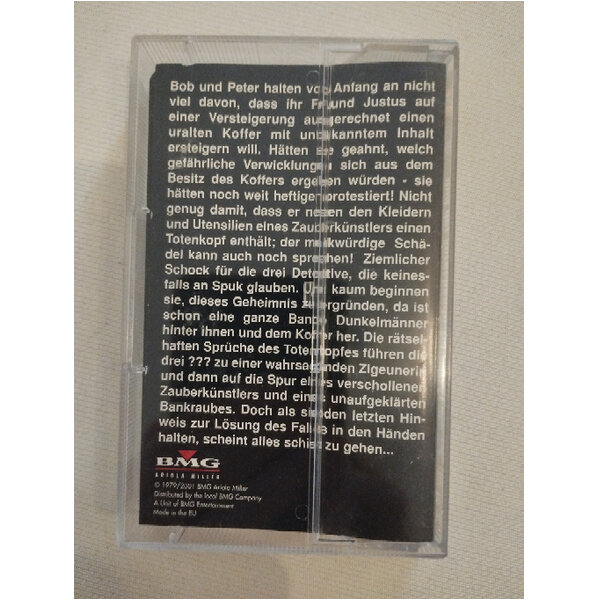 Bob und Peter halten von Anfang an nicht
viel davon, dass ihr Freund Justus auf
einer Versteigerung ausgerechnet einen
uralten Koffer mit unbekanntem Inhalt
ersteigern will. Hätten sie geahnt, welch
gefährliche Verwicklungen sich aus dem
Besitz des Koffers ergeben würden - sie
hätten noch weit heftiger protestiert! Nicht
genug damit, dass er neben den Kleidern
und Utensilien eines Zauberkünstlers einen
Totenkopf enthält; der merkwürdige Schä-
del kann auch noch sprechen! Ziemlicher
Schock für die drei Detektive, die keines-
falls an Spuk glauben. Und kaum beginnen
sie, dieses Geheimnis zu ergründen, da ist
schon eine ganze Bande Dunkelmänner
hinter ihnen und dem Koffer her. Die rätsel-
haften Sprüche des Totenkopfes führen die
drei ??? zu einer wahrsagenden Zigeunerin
und dann auf die Spur eines verschollenen
Zauberkünstlers und eines unaufgeklärten
Bankraubes. Doch als sie den letzten Hin-
weis zur Lösung des Falles in den Händen
halten, scheint alles schief zu gehen...
BMG
ARIOLA MILLER
℗ 1979/2001 BMG Ariola Miller
Distributed by the local BMG Company
A Unit of BMG Entertainment
Made in the EU